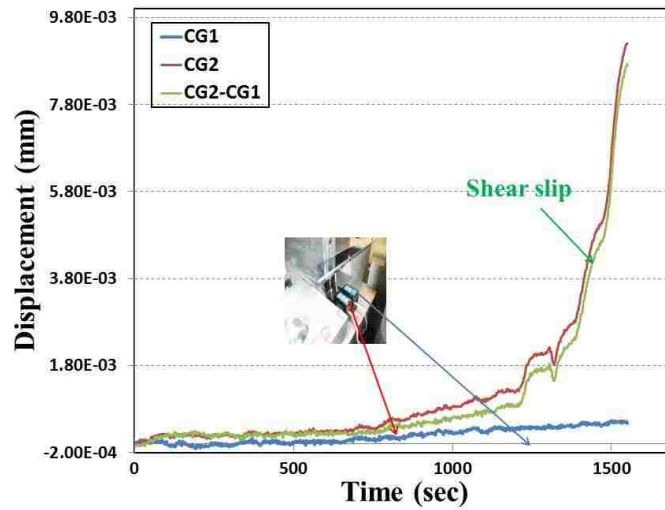 9.80E-03
7.80E-03
5.80E-03
3.80E-03
1.80E-03
-2.00E-04
Displacement (mm)
CG1
CG2
CG2-CG1
Shear slip
0
500
1000
1500
Time (sec)